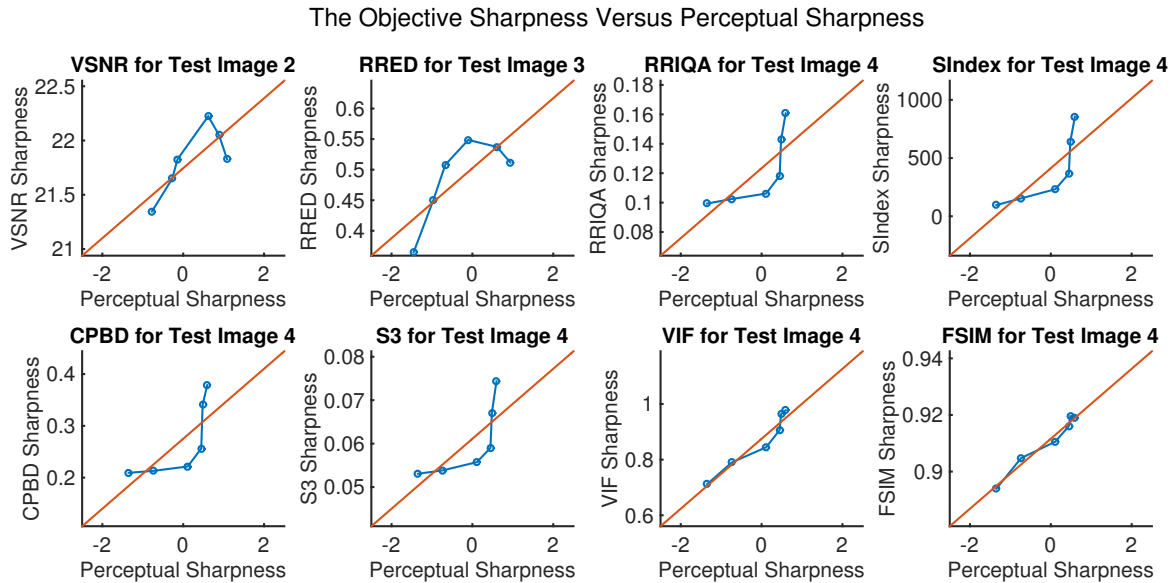 The Objective Sharpness Versus Perceptual Sharpness
VSNR for Test Image 2
22.5
22
21.5
21
VSNR Sharpness
-2 0 2
Perceptual Sharpness
RRED for Test Image 3
0.6
0.55
0.5
0.45
0.4
RRED Sharpness
-2 0 2
Perceptual Sharpness
RRIQA for Test Image 4
0.18
0.16
0.14
0.12
0.1
0.08
RRIQA Sharpness
-2 0 2
Perceptual Sharpness
SIndex for Test Image 4
1000
500
0
SIndex Sharpness
-2 0 2
Perceptual Sharpness
CPBD for Test Image 4
0.4
0.3
0.2
CPBD Sharpness
-2 0 2
Perceptual Sharpness
S3 for Test Image 4
0.08
0.07
0.06
0.05
S3 Sharpness
-2 0 2
Perceptual Sharpness
VIF for Test Image 4
1
0.8
0.6
VIF Sharpness
-2 0 2
Perceptual Sharpness
FSIM for Test Image 4
0.94
0.92
0.9
FSIM Sharpness
-2 0 2
Perceptual Sharpness